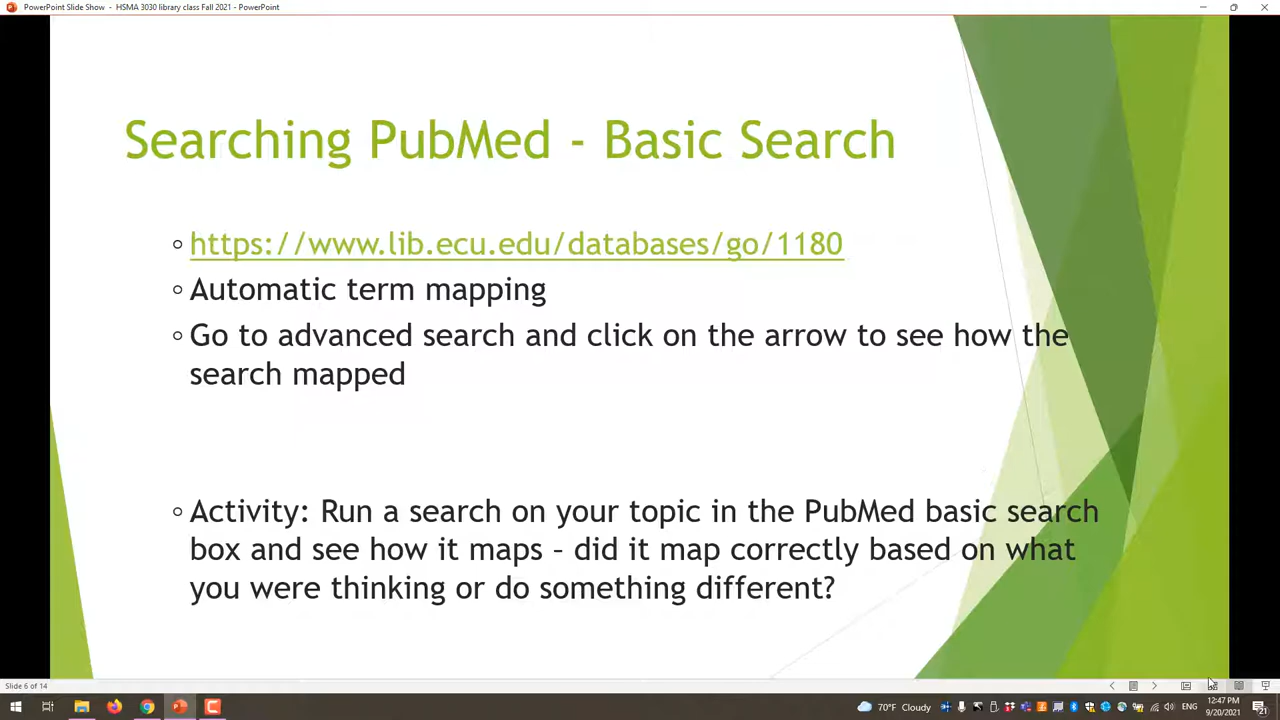 PowerPoint Slide Show - HSMA 3030 library class Fall 2021 - PowerPoint
Searching PubMed - Basic Search
https://www.lib.ecu.edu/databases/go/1180
Automatic term mapping
Go to advanced search and click on the arrow to see how the
search mapped
Activity: Run a search on your topic in the PubMed basic search
box and see how it maps – did it map correctly based on what
you were thinking or do something different?
Slide 6 of 14
70°F Cloudy
ENG
12:47 PM
9/20/2021